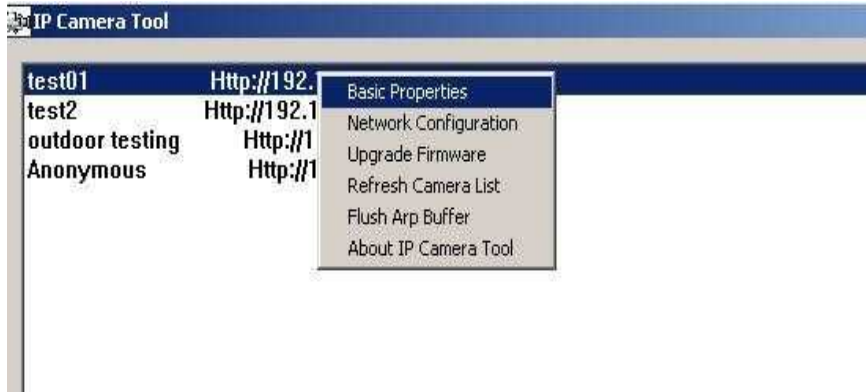 IP Camera Tool
test01 Http://192.
test2 Http://192.1
outdoor testing Http://1
Anonymous Http://1
Basic Properties
Network Configuration
Upgrade Firmware
Refresh Camera List
Flush Arp Buffer
About IP Camera Tool